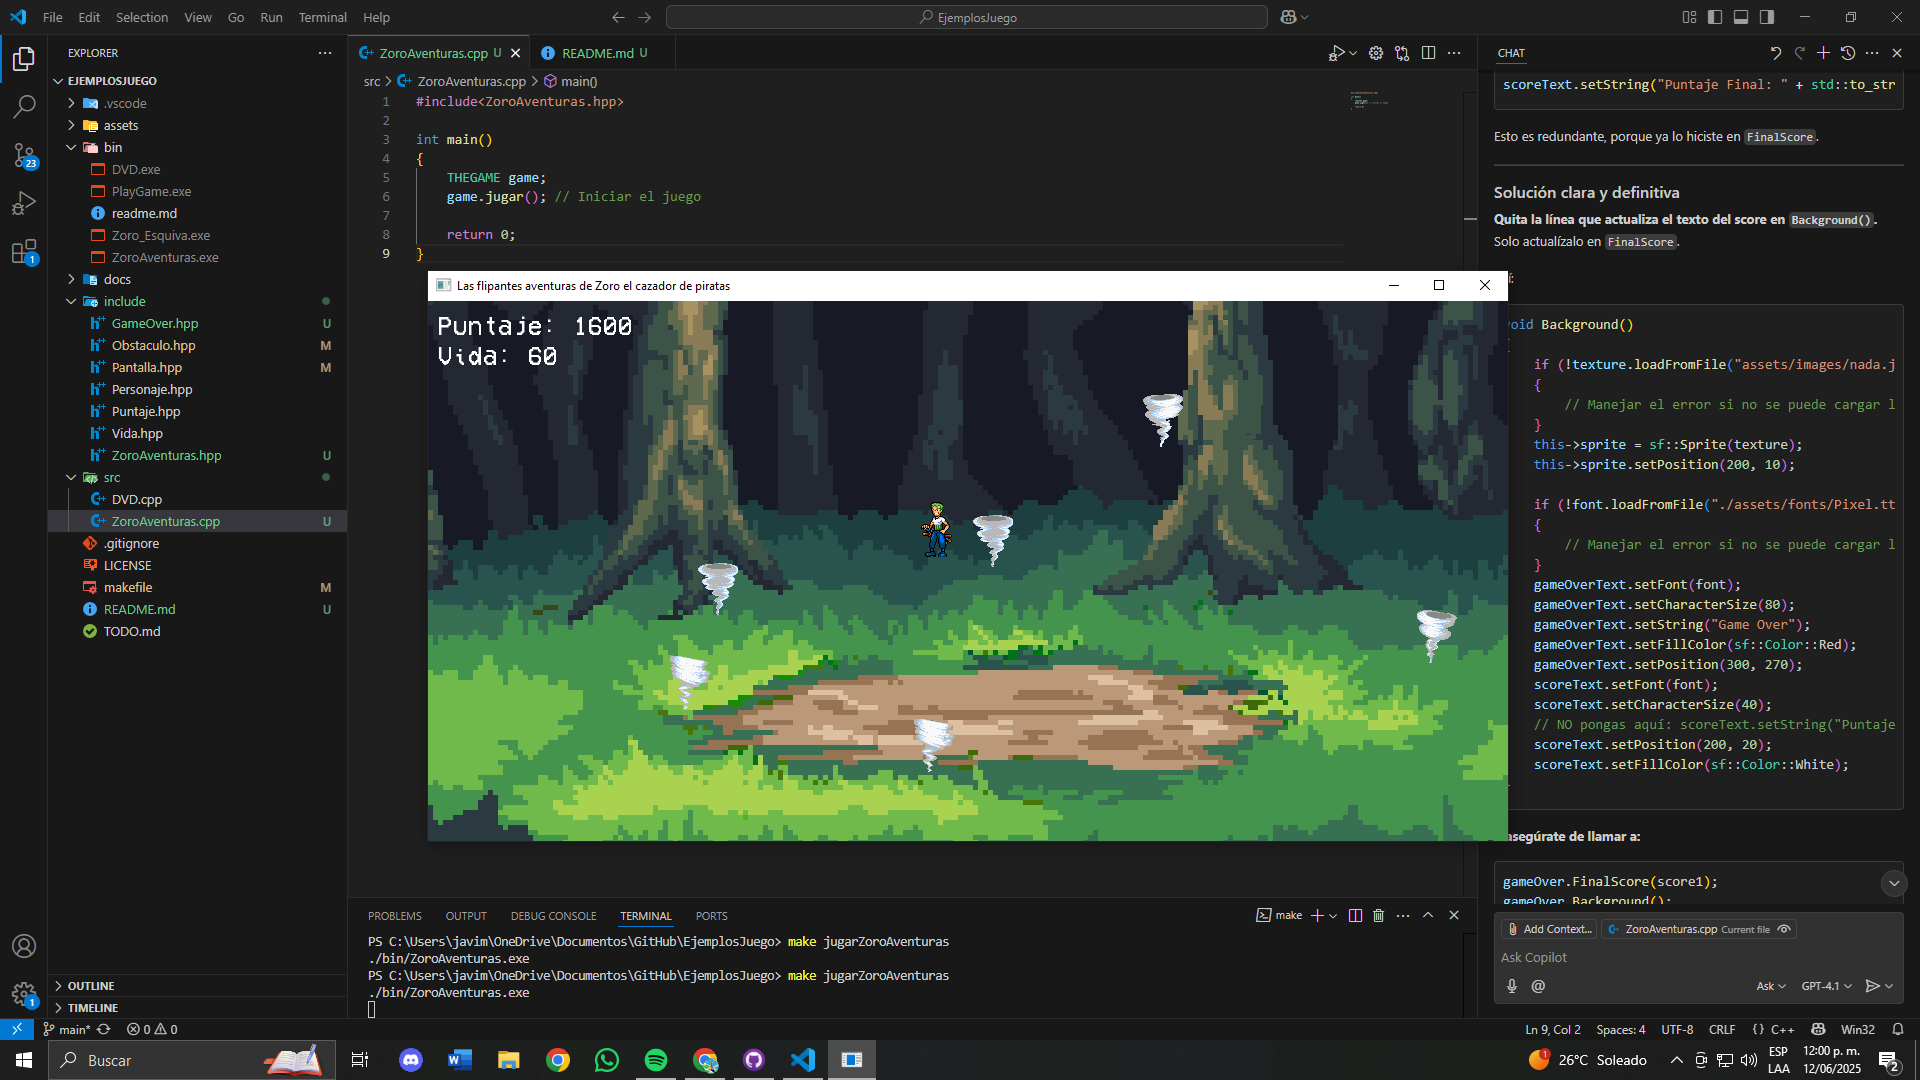 File Edit Selection View Go Run Terminal Help
EjemplosJuego
EXPLORER
EJEMPLOSJUEGO
.vscode
assets
bin
DVD.exe
PlayGame.exe
readme.md
Zoro_Esquiva.exe
ZoroAventuras.exe
docs
include
GameOver.hpp U
Obstaculo.hpp M
Pantalla.hpp M
Personaje.hpp
Puntaje.hpp
Vida.hpp
ZoroAventuras.hpp U
src
DVD.cpp
ZoroAventuras.cpp U
.gitignore
LICENSE
makefile M
README.md U
TODO.md
OUTLINE
TIMELINE
23
1
1
ZoroAventuras.cpp U
README.md U
src > ZoroAventuras.cpp > main()
1 #include<ZoroAventuras.hpp>
2
3 int main()
4 {
5 THEGAME game;
6 game.jugar(); // Iniciar el juego
7
8 return 0;
9 }
Las flipantes aventuras de Zoro el cazador de piratas
Puntaje: 1600
Vida: 60
PROBLEMS OUTPUT DEBUG CONSOLE TERMINAL PORTS
make
PS C:\Users\javim\OneDrive\Documentos\GitHub\EjemplosJuego> make jugarZoroAventuras
./bin/ZoroAventuras.exe
PS C:\Users\javim\OneDrive\Documentos\GitHub\EjemplosJuego> make jugarZoroAventuras
./bin/ZoroAventuras.exe
CHAT
scoreText.setString("Puntaje Final: " + std::to_str
Esto es redundante, porque ya lo hiciste en FinalScore.
Solución clara y definitiva
Quita la línea que actualiza el texto del score en Background().
Solo actualízalo en FinalScore.
void Background()
if (!texture.loadFromFile("assets/images/nada.j
{
// Manejar el error si no se puede cargar l
}
this->sprite = sf::Sprite(texture);
this->sprite.setPosition(200, 10);
if (!font.loadFromFile("./assets/fonts/Pixel.tt
{
// Manejar el error si no se puede cargar l
}
gameOverText.setFont(font);
gameOverText.setCharacterSize(80);
gameOverText.setString("Game Over");
gameOverText.setFillColor(sf::Color::Red);
gameOverText.setPosition(300, 270);
scoreText.setFont(font);
scoreText.setCharacterSize(40);
// NO pongas aquí: scoreText.setString("Puntaje
scoreText.setPosition(200, 20);
scoreText.setFillColor(sf::Color::White);
asegúrate de llamar a:
gameOver.FinalScore(score1);
gameOver.Background();
Add Context... ZoroAventuras.cpp Current file
Ask Copilot
@ Ask GPT-4.1
main* 0 0
Ln 9, Col 2 Spaces: 4 UTF-8 CRLF {} C++ Win32
Buscar
1
26°C Soleado
ESP
LAA
12:00 p. m.
12/06/2025
2